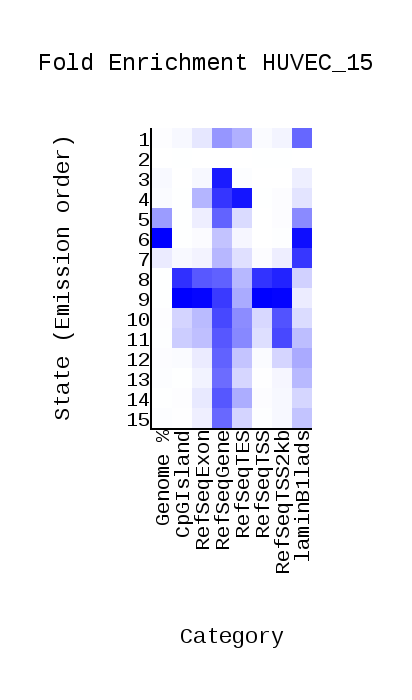 Fold Enrichment HUVEC_15
State (Emission order)
1
2
3
4
5
6
7
8
9
10
11
12
13
14
15
Genome %
CpGIsland
RefSeqExon
RefSeqGene
RefSeqTES
RefSeqTSS
RefSeqTSS2kb
laminB1lads
Category